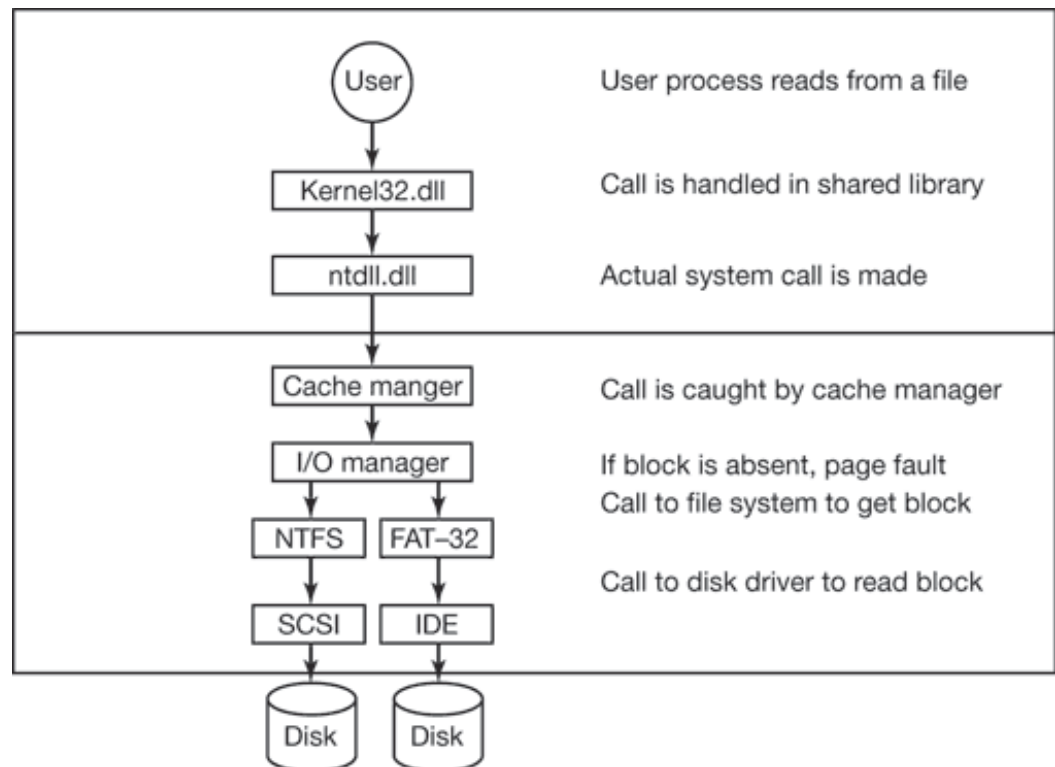 User
User process reads from a file
Kernel32.dll
Call is handled in shared library
ntdll.dll
Actual system call is made
Cache manger
Call is caught by cache manager
I/O manager
If block is absent, page fault
Call to file system to get block
NTFS
FAT–32
Call to disk driver to read block
SCSI
IDE
Disk
Disk